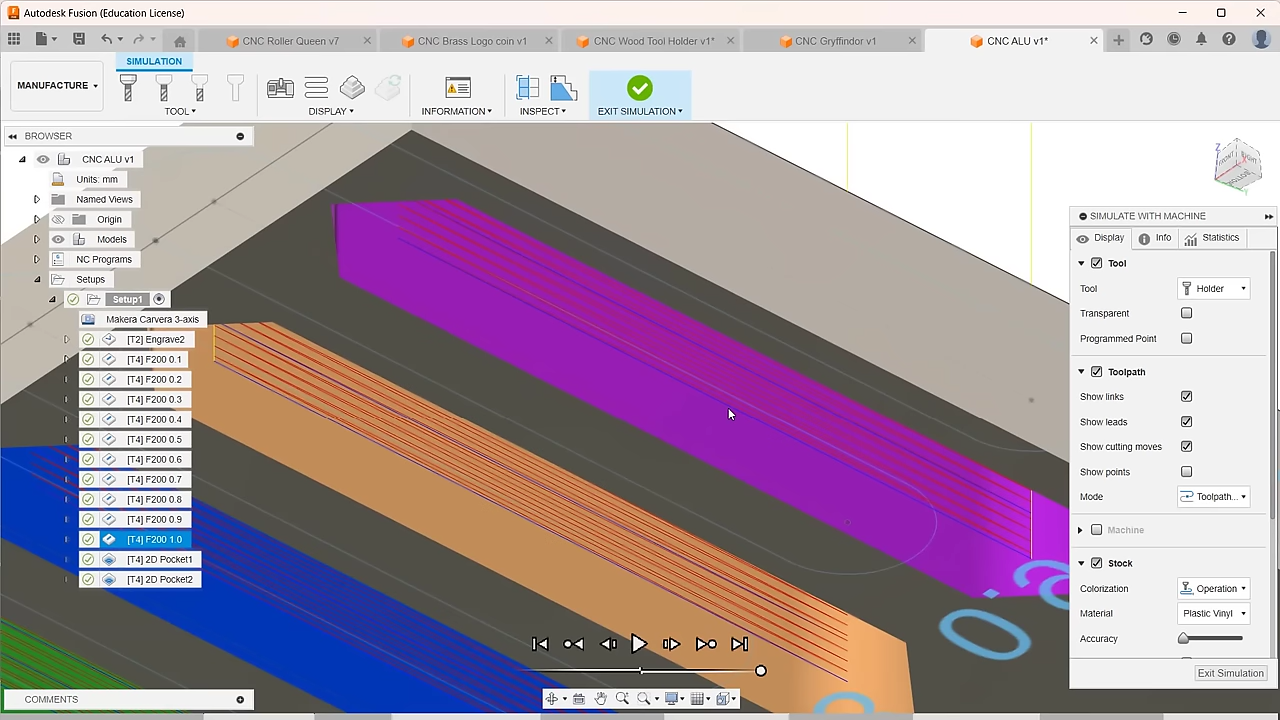 Autodesk Fusion (Education License)
CNC Roller Queen v7
CNC Brass Logo coin v1
CNC Wood Tool Holder v1*
CNC Gryffindor v1
CNC ALU v1*
SIMULATION
MANUFACTURE
TOOL
DISPLAY
INFORMATION
INSPECT
EXIT SIMULATION
BROWSER
CNC ALU v1
Units: mm
Named Views
Origin
Models
NC Programs
Setups
Setup1
Makera Carvera 3-axis
[T2] Engrave2
[T4] F200 0.1
[T4] F200 0.2
[T4] F200 0.3
[T4] F200 0.4
[T4] F200 0.5
[T4] F200 0.6
[T4] F200 0.7
[T4] F200 0.8
[T4] F200 0.9
[T4] F200 1.0
[T4] 2D Pocket1
[T4] 2D Pocket2
COMMENTS
Z
SIMULATE WITH MACHINE
Display
Info
Statistics
Tool
Tool
Holder
Transparent
Programmed Point
Toolpath
Show links
Show leads
Show cutting moves
Show points
Mode
Toolpath...
Machine
Stock
Colorization
Operation
Material
Plastic Vinyl
Accuracy
Exit Simulation